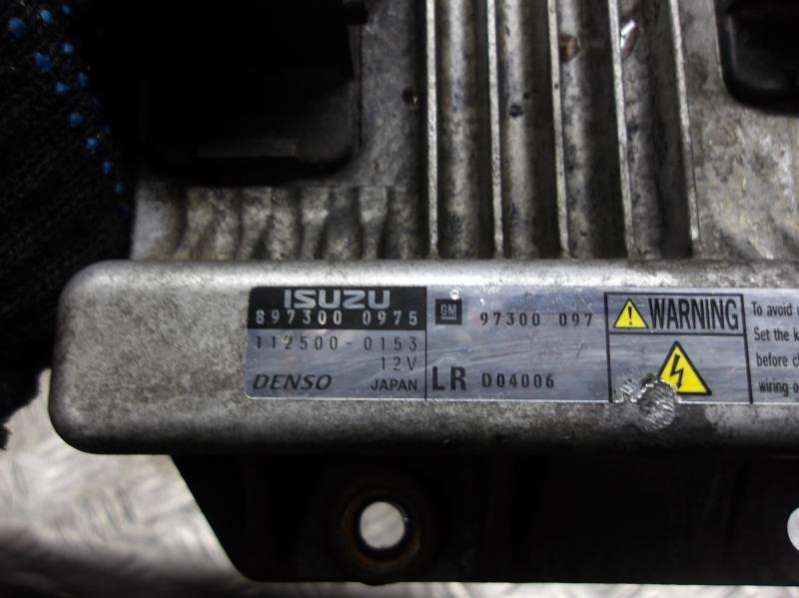 ISUZU
897300 0975
112500-0153
12V
DENSO JAPAN
GM 97300 097
LR D04006
WARNING
To avoid
Set the k
before c
wiring o